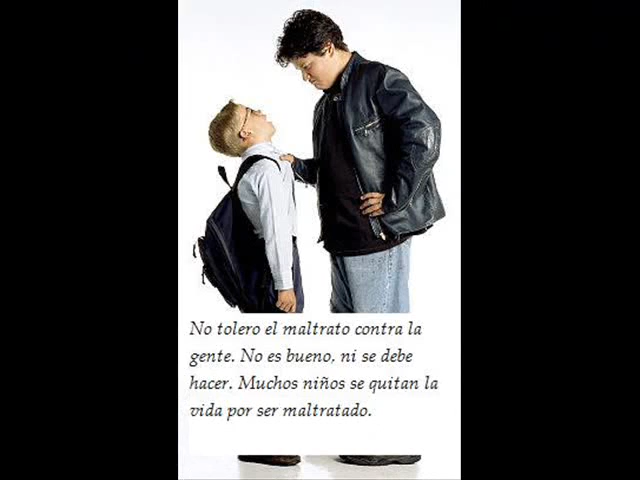 No tolero el maltrato contra la
gente. No es bueno, ni se debe
hacer. Muchos niños se quitan la
vida por ser maltratado.